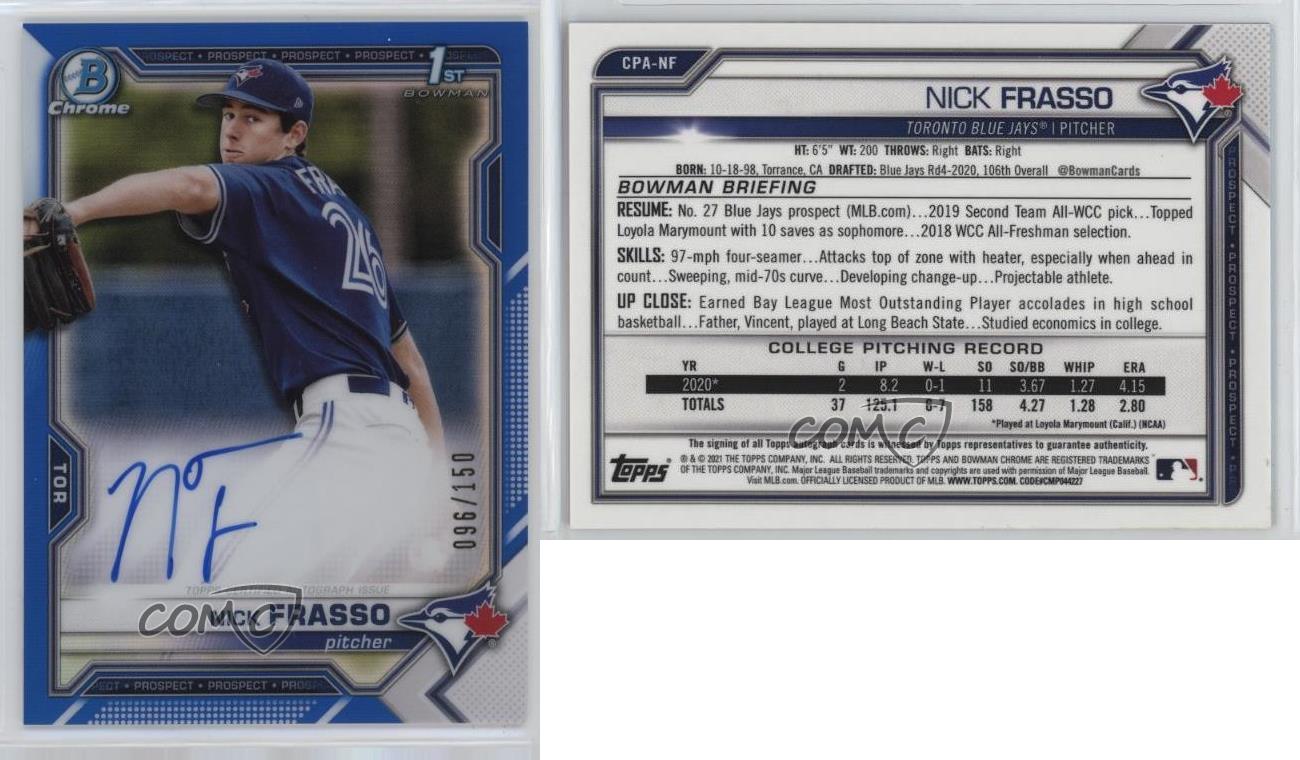 PROSPECT • PROSPECT • PROSPECT • PROSPECT
B
Chrome
1ST
BOWMAN
FRA
TOR
096/150
TOPPS CERTIFIED AUTOGRAPH ISSUE
NICK FRASSO
pitcher
COMC
PROSPECT • PROSPECT
CPA-NF
NICK FRASSO
TORONTO BLUE JAYS® | PITCHER
HT: 6'5" WT: 200 THROWS: Right BATS: Right
BORN: 10-18-98, Torrance, CA DRAFTED: Blue Jays Rd4-2020, 106th Overall @BowmanCards
BOWMAN BRIEFING
RESUME: No. 27 Blue Jays prospect (MLB.com)...2019 Second Team All-WCC pick...Topped
Loyola Marymount with 10 saves as sophomore...2018 WCC All-Freshman selection.
SKILLS: 97-mph four-seamer...Attacks top of zone with heater, especially when ahead in
count...Sweeping, mid-70s curve...Developing change-up...Projectable athlete.
UP CLOSE: Earned Bay League Most Outstanding Player accolades in high school
basketball...Father, Vincent, played at Long Beach State...Studied economics in college.
COLLEGE PITCHING RECORD
YR G IP W-L SO SO/BB WHIP ERA
2020* 2 8.2 0-1 11 3.67 1.27 4.15
TOTALS 37 125.1 6-7 158 4.27 1.28 2.80
*Played at Loyola Marymount (Calif.) (NCAA)
COMC
The signing of all Topps autograph cards is witnessed by Topps representatives to guarantee authenticity.
Topps
® & © 2021 THE TOPPS COMPANY, INC. ALL RIGHTS RESERVED. TOPPS AND BOWMAN CHROME ARE REGISTERED TRADEMARKS
OF THE TOPPS COMPANY, INC. Major League Baseball trademarks and copyrights are used with permission of Major League Baseball.
Visit MLB.com. OFFICIALLY LICENSED PRODUCT OF MLB. WWW.TOPPS.COM. CODE#CMP044227
PROSPECT • PROSPECT • PROSPECT • P